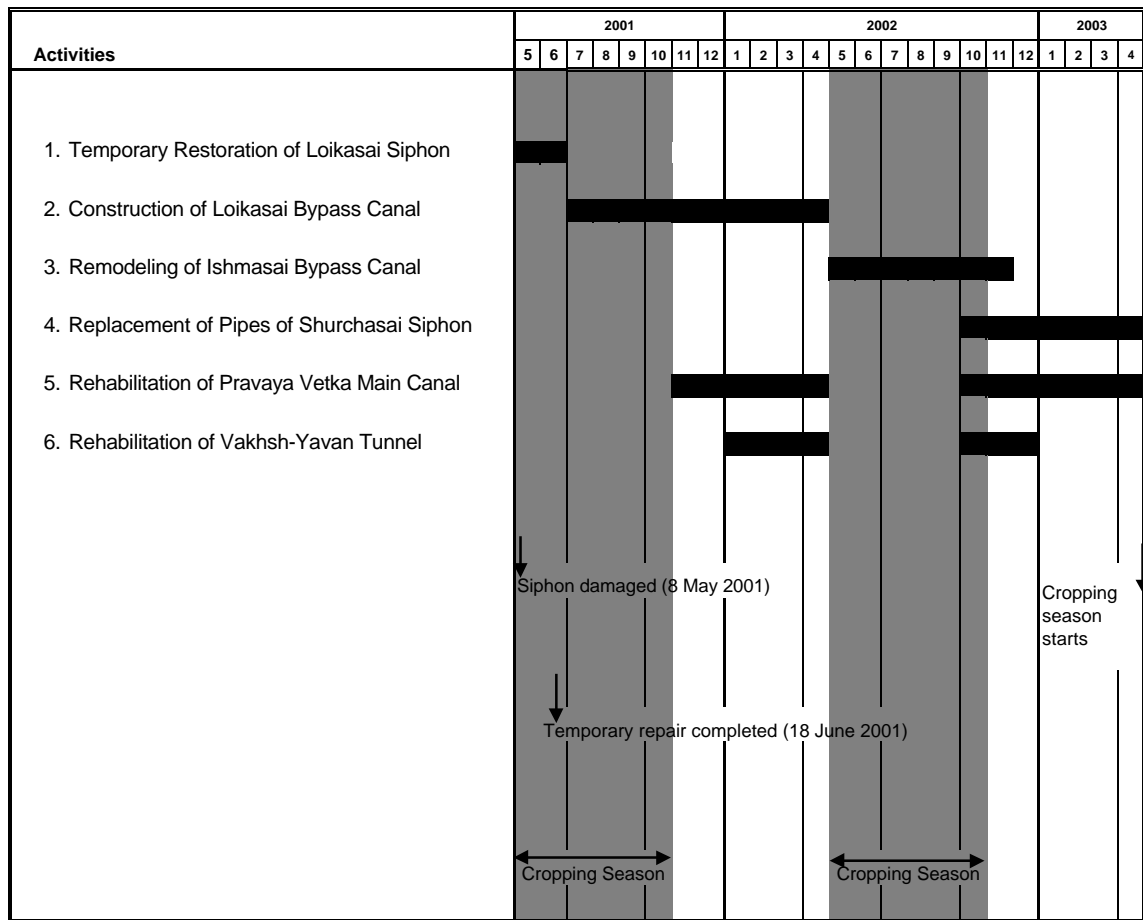 2001 2002 2003
Activities 5 6 7 8 9 10 11 12 1 2 3 4 5 6 7 8 9 10 11 12 1 2 3 4
1. Temporary Restoration of Loikasai Siphon
2. Construction of Loikasai Bypass Canal
3. Remodeling of Ishmasai Bypass Canal
4. Replacement of Pipes of Shurchasai Siphon
5. Rehabilitation of Pravaya Vetka Main Canal
6. Rehabilitation of Vakhsh-Yavan Tunnel
Siphon damaged (8 May 2001)
Cropping
season
starts
Temporary repair completed (18 June 2001)
Cropping Season Cropping Season